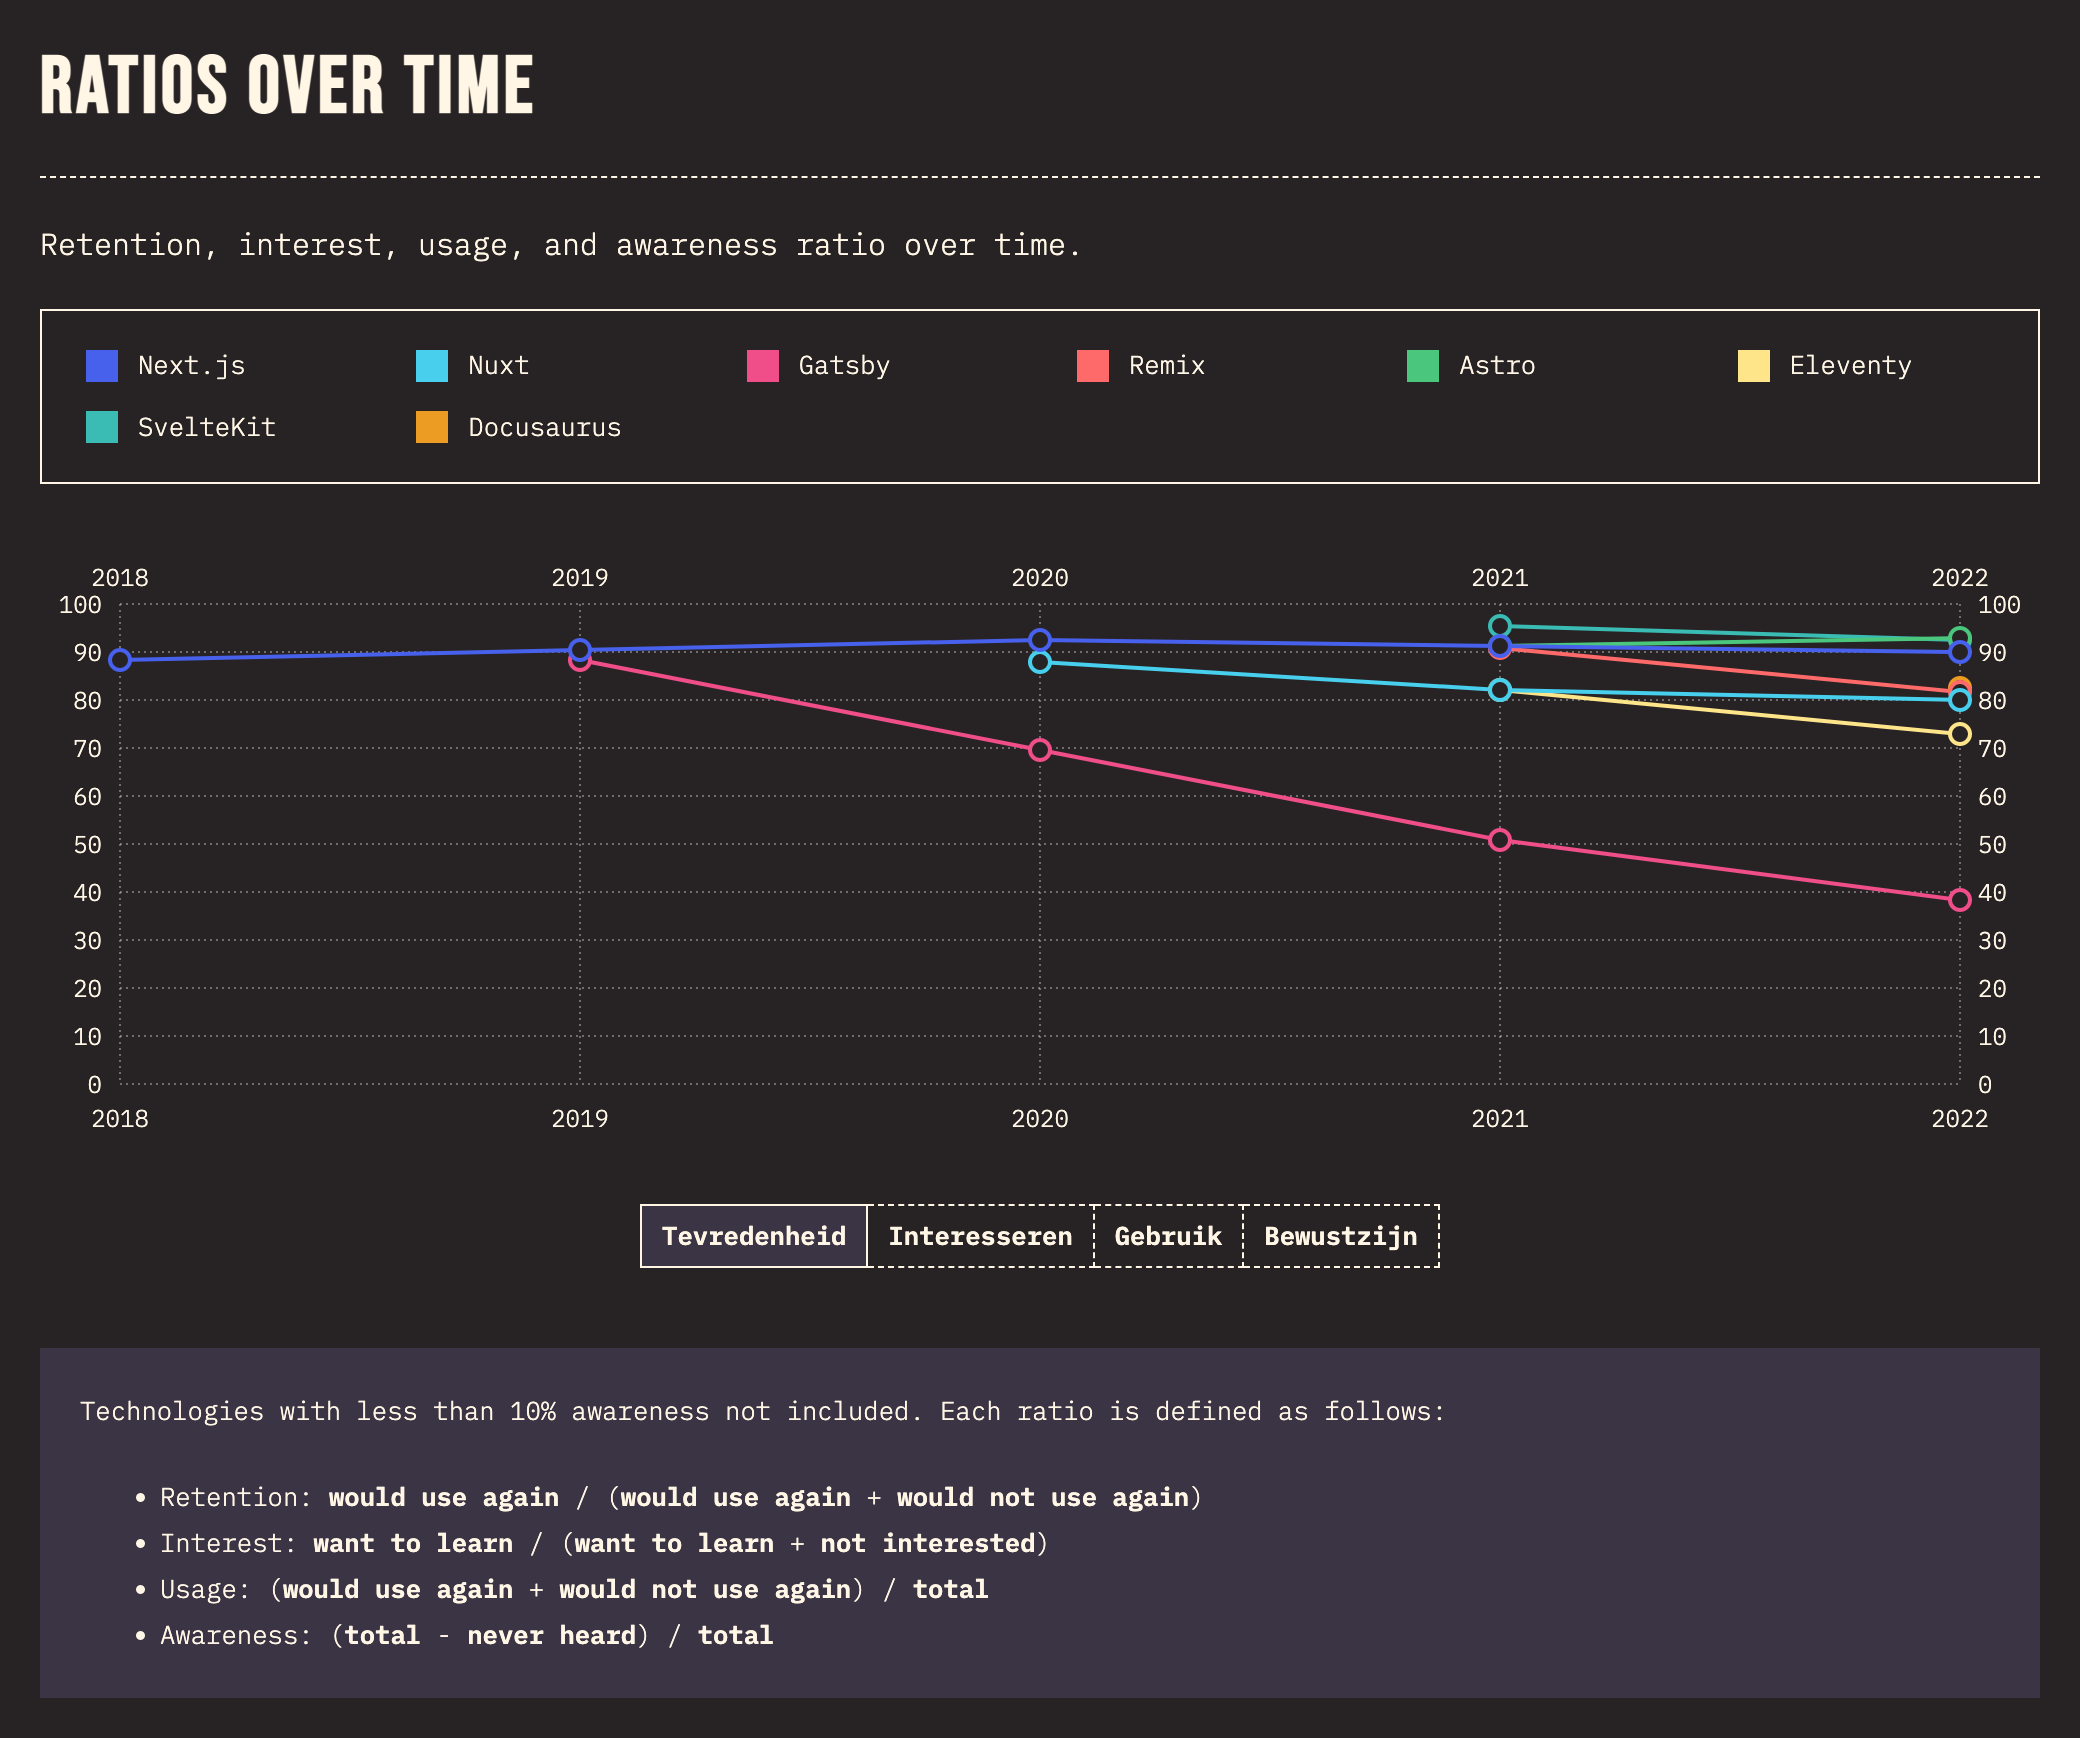 RATIOS OVER TIME
Retention, interest, usage, and awareness ratio over time.
Next.js Nuxt Gatsby Remix Astro Eleventy
SvelteKit Docusaurus
2018 2019 2020 2021 2022
100 100
90 90
80 80
70 70
60 60
50 50
40 40
30 30
20 20
10 10
0 0
2018 2019 2020 2021 2022
Tevredenheid Interesseren Gebruik Bewustzijn
Technologies with less than 10% awareness not included. Each ratio is defined as follows:
• Retention: would use again / (would use again + would not use again)
• Interest: want to learn / (want to learn + not interested)
• Usage: (would use again + would not use again) / total
• Awareness: (total - never heard) / total